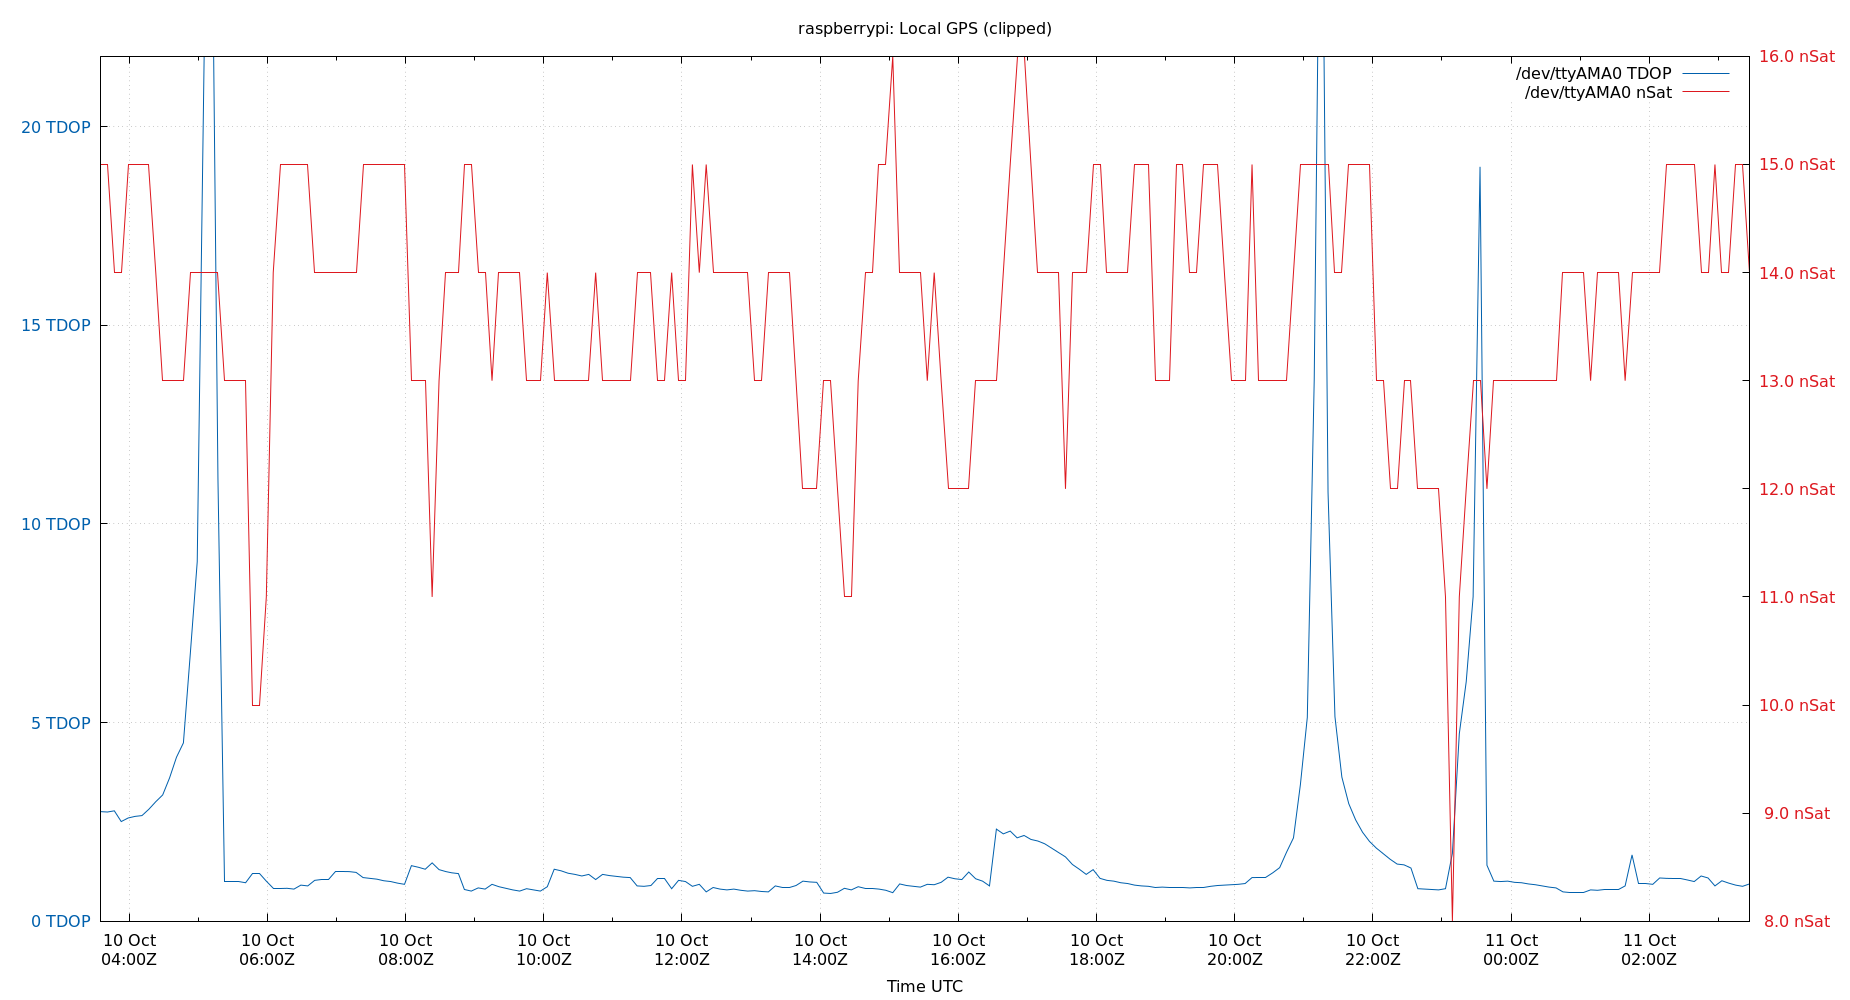 raspberrypi: Local GPS (clipped)
/dev/ttyAMA0 TDOP
/dev/ttyAMA0 nSat
20 TDOP
15 TDOP
10 TDOP
5 TDOP
0 TDOP
16.0 nSat
15.0 nSat
14.0 nSat
13.0 nSat
12.0 nSat
11.0 nSat
10.0 nSat
9.0 nSat
8.0 nSat
10 Oct 10 Oct 10 Oct 10 Oct 10 Oct 10 Oct 10 Oct 10 Oct 10 Oct 10 Oct 11 Oct 11 Oct
04:00Z 06:00Z 08:00Z 10:00Z 12:00Z 14:00Z 16:00Z 18:00Z 20:00Z 22:00Z 00:00Z 02:00Z
Time UTC